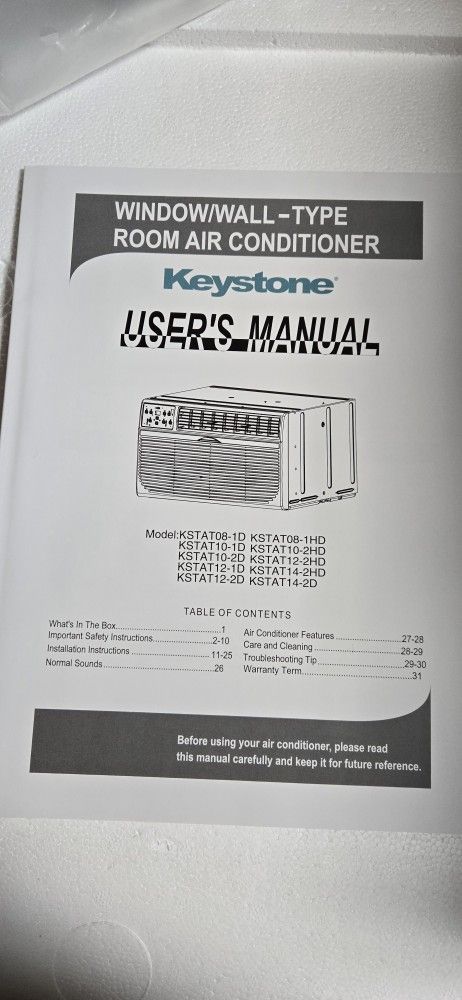 WINDOW/WALL-TYPE
ROOM AIR CONDITIONER
Keystone®
USER'S MANUAL
Model:KSTAT08-1D KSTAT08-1HD
KSTAT10-1D KSTAT10-2HD
KSTAT10-2D KSTAT12-2HD
KSTAT12-1D KSTAT14-2HD
KSTAT12-2D KSTAT14-2D
TABLE OF CONTENTS
What's In The Box..............................1
Important Safety Instructions................2-10
Installation Instructions......................11-25
Normal Sounds................................26
Air Conditioner Features....................27-28
Care and Cleaning...........................28-29
Troubleshooting Tip..........................29-30
Warranty Term................................31
Before using your air conditioner, please read
this manual carefully and keep it for future reference.